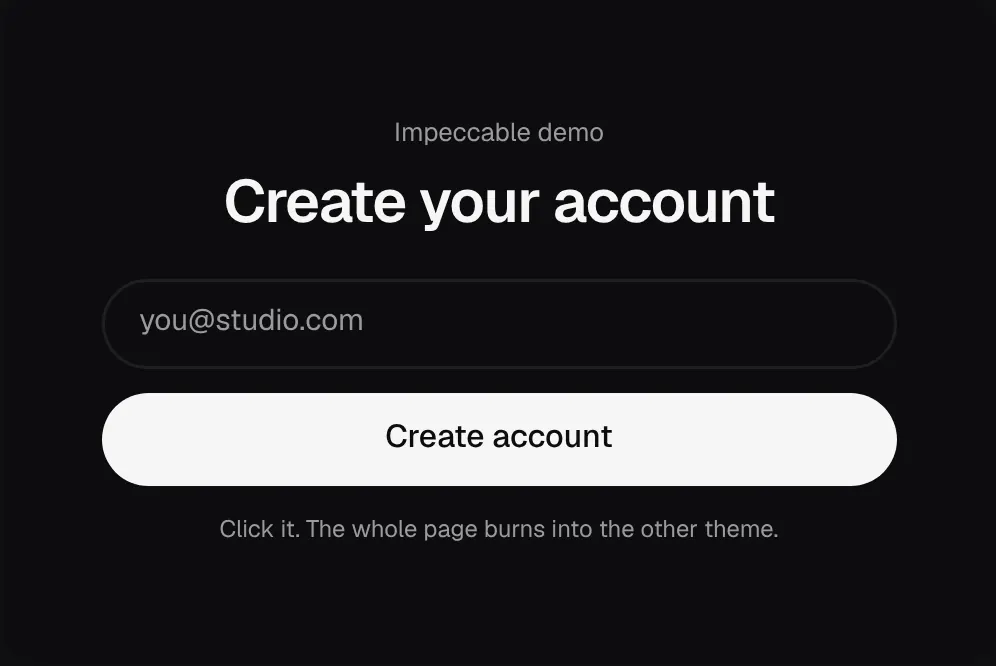 Impeccable demo
Create your account
you@studio.com
Create account
Click it. The whole page burns into the other theme.